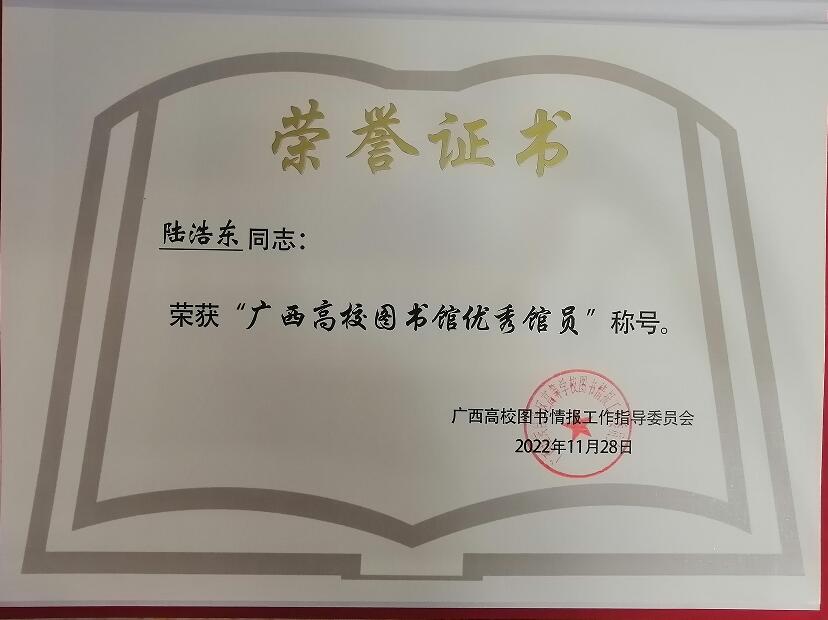 荣誉证书
陆浩东同志：
荣获“广西高校图书馆优秀馆员”称号。
广西高校图书情报工作指导委员会
2022年11月28日